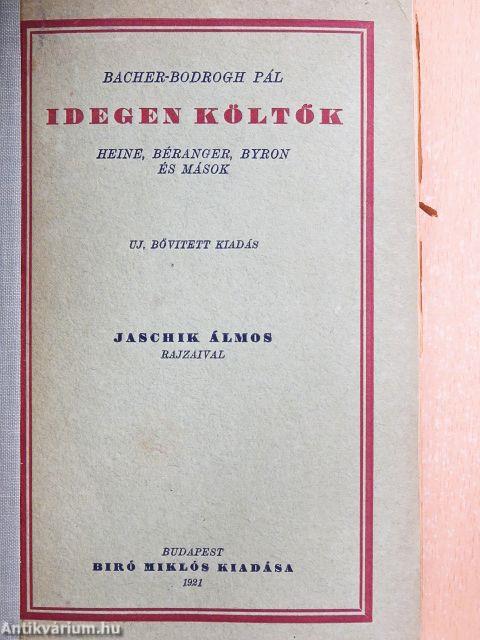 BACHER-BODROGH PÁL
IDEGEN KÖLTŐK
HEINE, BÉRANGER, BYRON
ÉS MÁSOK
UJ, BŐVITETT KIADÁS
JASCHIK ÁLMOS
RAJZAIVAL
BUDAPEST
BIRÓ MIKLÓS KIADÁSA
1921
Antikvárium.hu